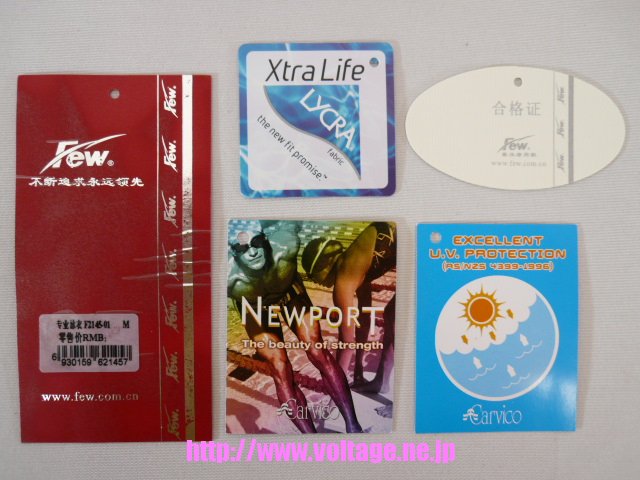 Few®
不断追求永远领先
专业泳衣 F2145-01 M
零售价RMB:
6 930159 621457
www.few.com.cn
Few.
Few.
Few.
Few.
Few.
Xtra Life
LYCRA®
fabric
the new fit promise.™
合格证
Few®
www.few.com.cn
NEWPORT
The beauty of strength
Carvico
EXCELLENT
U.V. PROTECTION
(AS/NZS 4399-1996)
Carvico
http://www.voltage.ne.jp